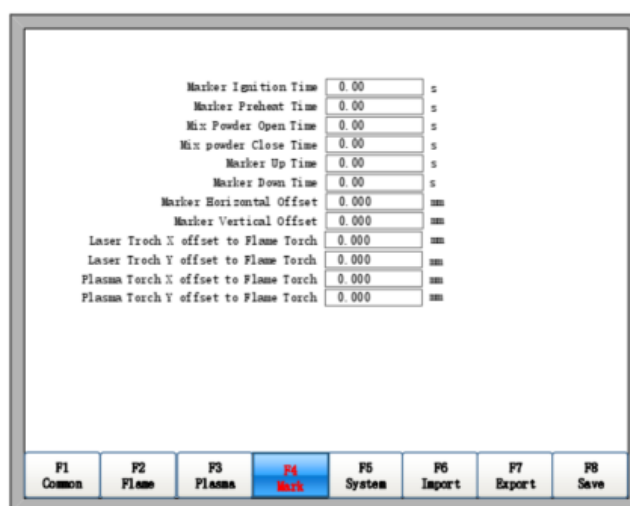 Marker Ignition Time 0.00 s
Marker Preheat Time 0.00 s
Mix Powder Open Time 0.00 s
Mix powder Close Time 0.00 s
Marker Up Time 0.00 s
Marker Down Time 0.00 s
Marker Horizontal Offset 0.000 mm
Marker Vertical Offset 0.000 mm
Laser Troch X offset to Flame Torch 0.000 mm
Laser Troch Y offset to Flame Torch 0.000 mm
Plasma Torch X offset to Flame Torch 0.000 mm
Plasma Torch Y offset to Flame Torch 0.000 mm
F1 F2 F3 F4 F5 F6 F7 F8
Common Flame Plasma Mark System Import Export Save